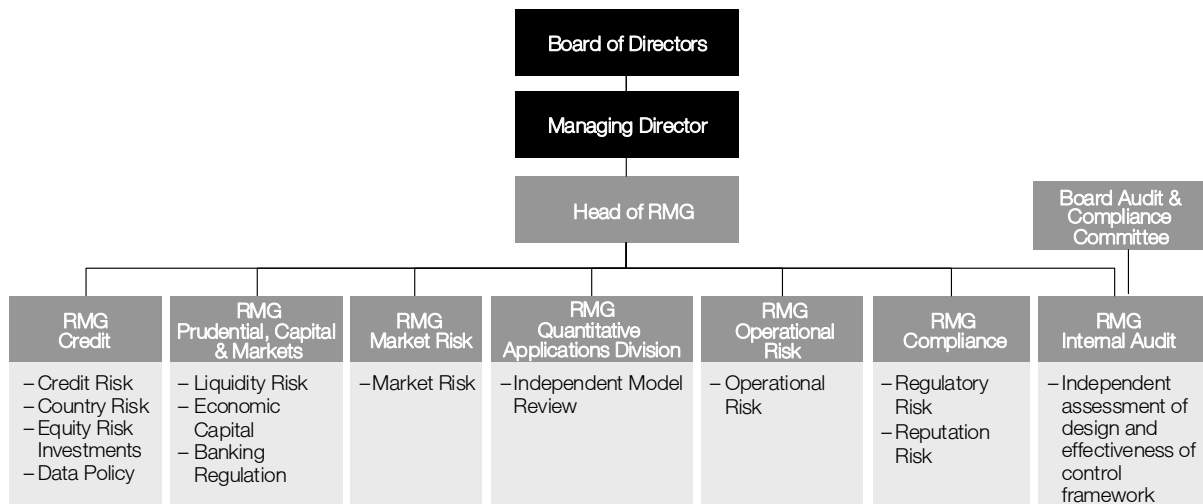 Board of Directors
Managing Director
Head of RMG
Board Audit &
Compliance
Committee
RMG
Credit
– Credit Risk
– Country Risk
– Equity Risk
Investments
– Data Policy
RMG
Prudential, Capital
& Markets
– Liquidity Risk
– Economic
Capital
– Banking
Regulation
RMG
Market Risk
– Market Risk
RMG
Quantitative
Applications Division
– Independent Model
Review
RMG
Operational
Risk
– Operational
Risk
RMG
Compliance
– Regulatory
Risk
– Reputation
Risk
RMG
Internal Audit
– Independent
assessment of
design and
effectiveness of
control
framework